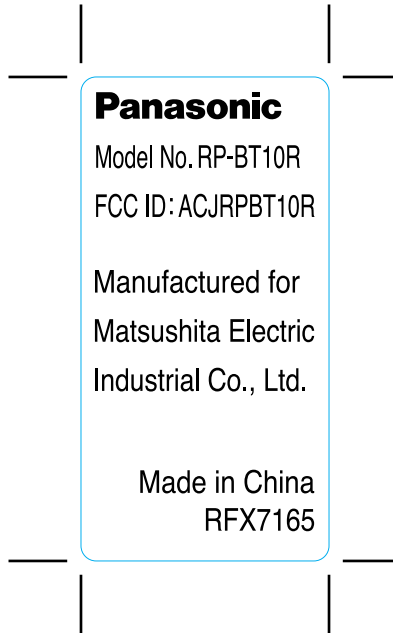 Panasonic
Model No. RP-BT10R
FCC ID: ACJRPBT10R
Manufactured for
Matsushita Electric
Industrial Co., Ltd.
Made in China
RFX7165